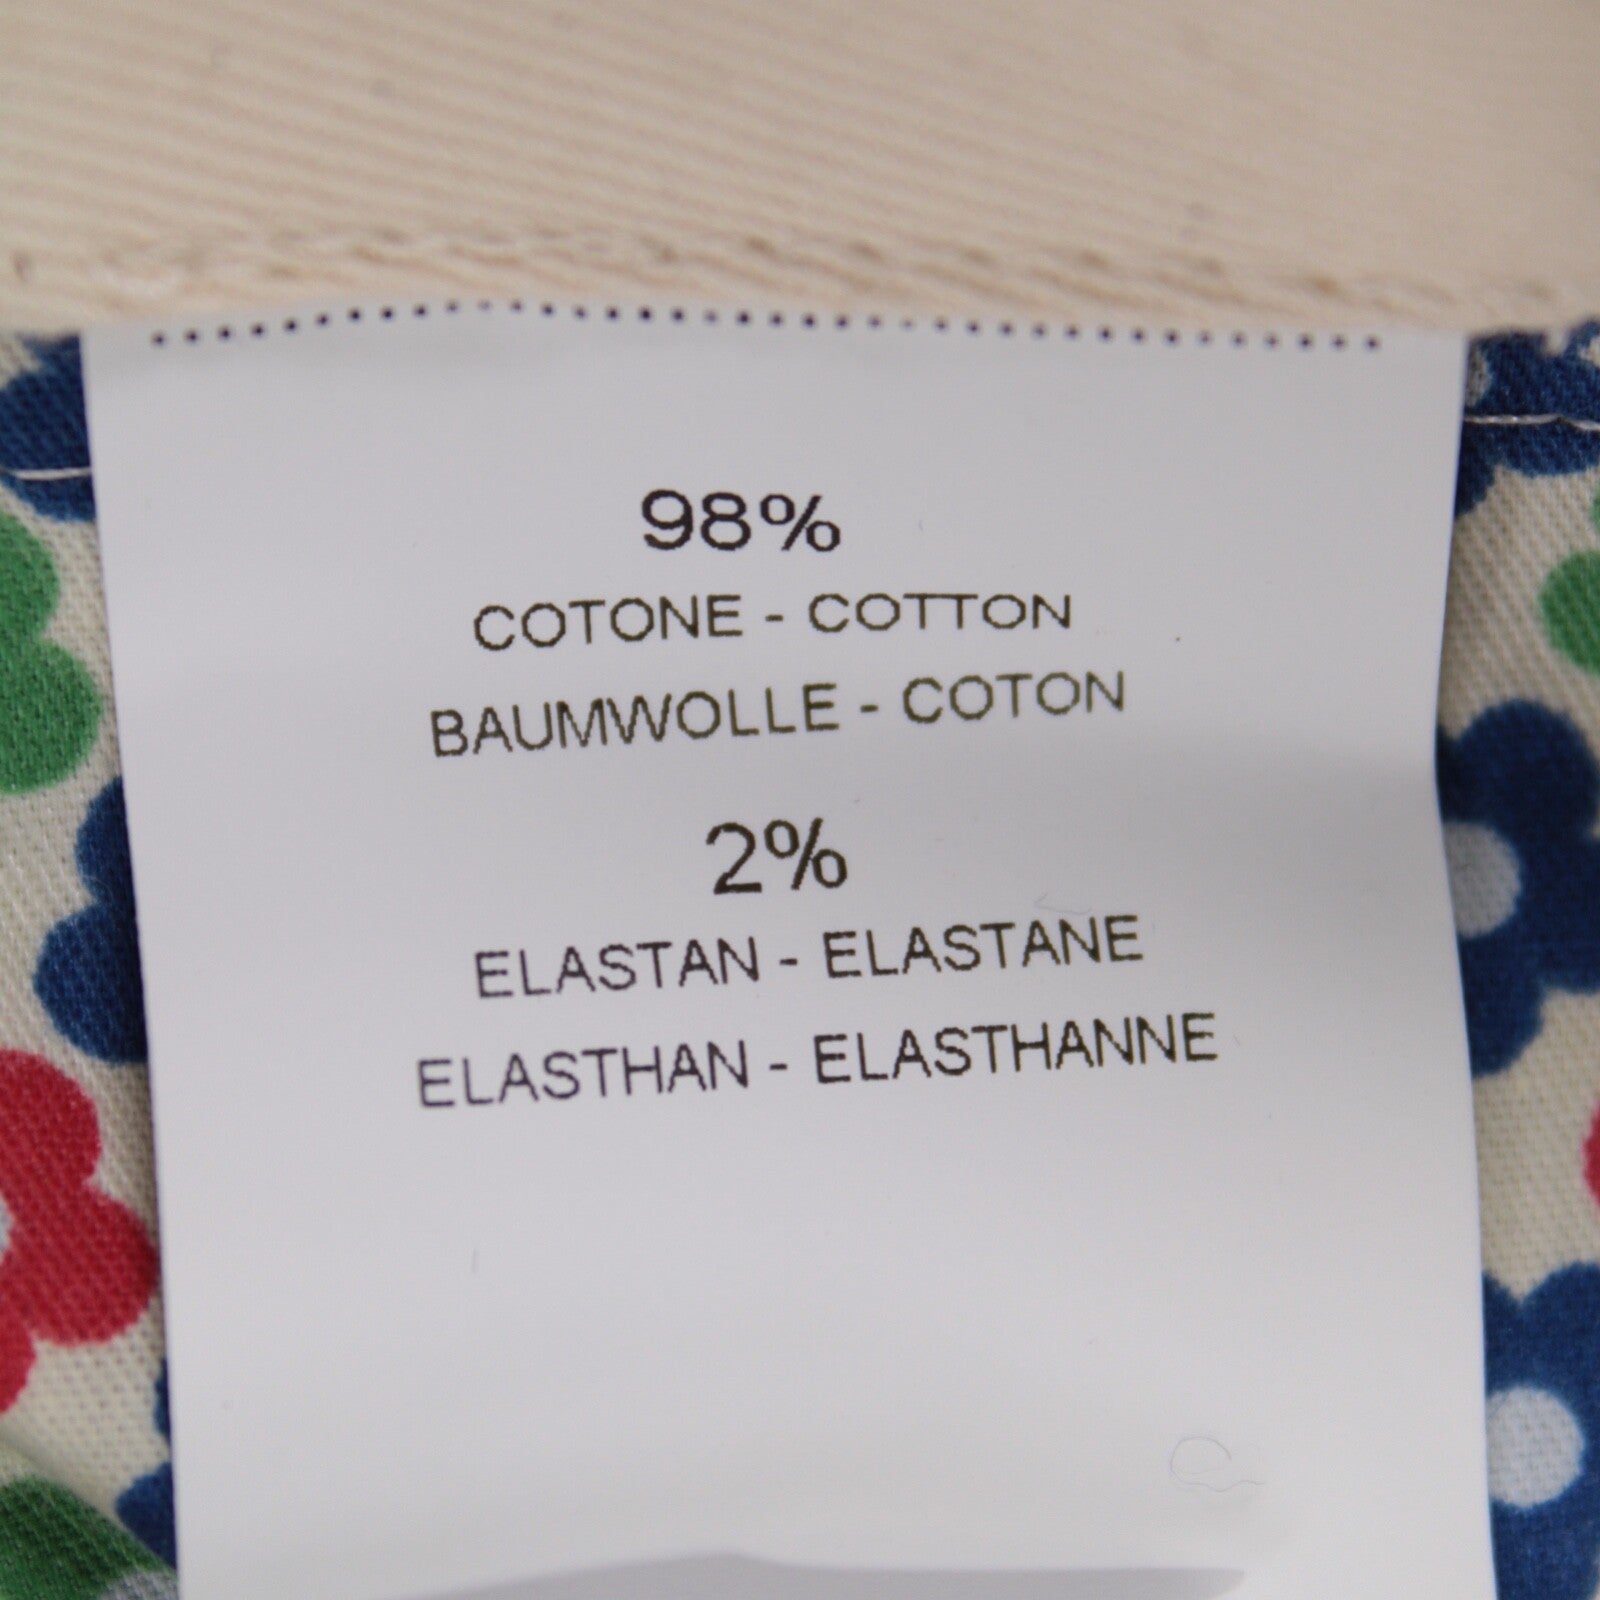 98%
COTONE - COTTON
BAUMWOLLE - COTON
2%
ELASTAN - ELASTANE
ELASTHAN - ELASTHANNE